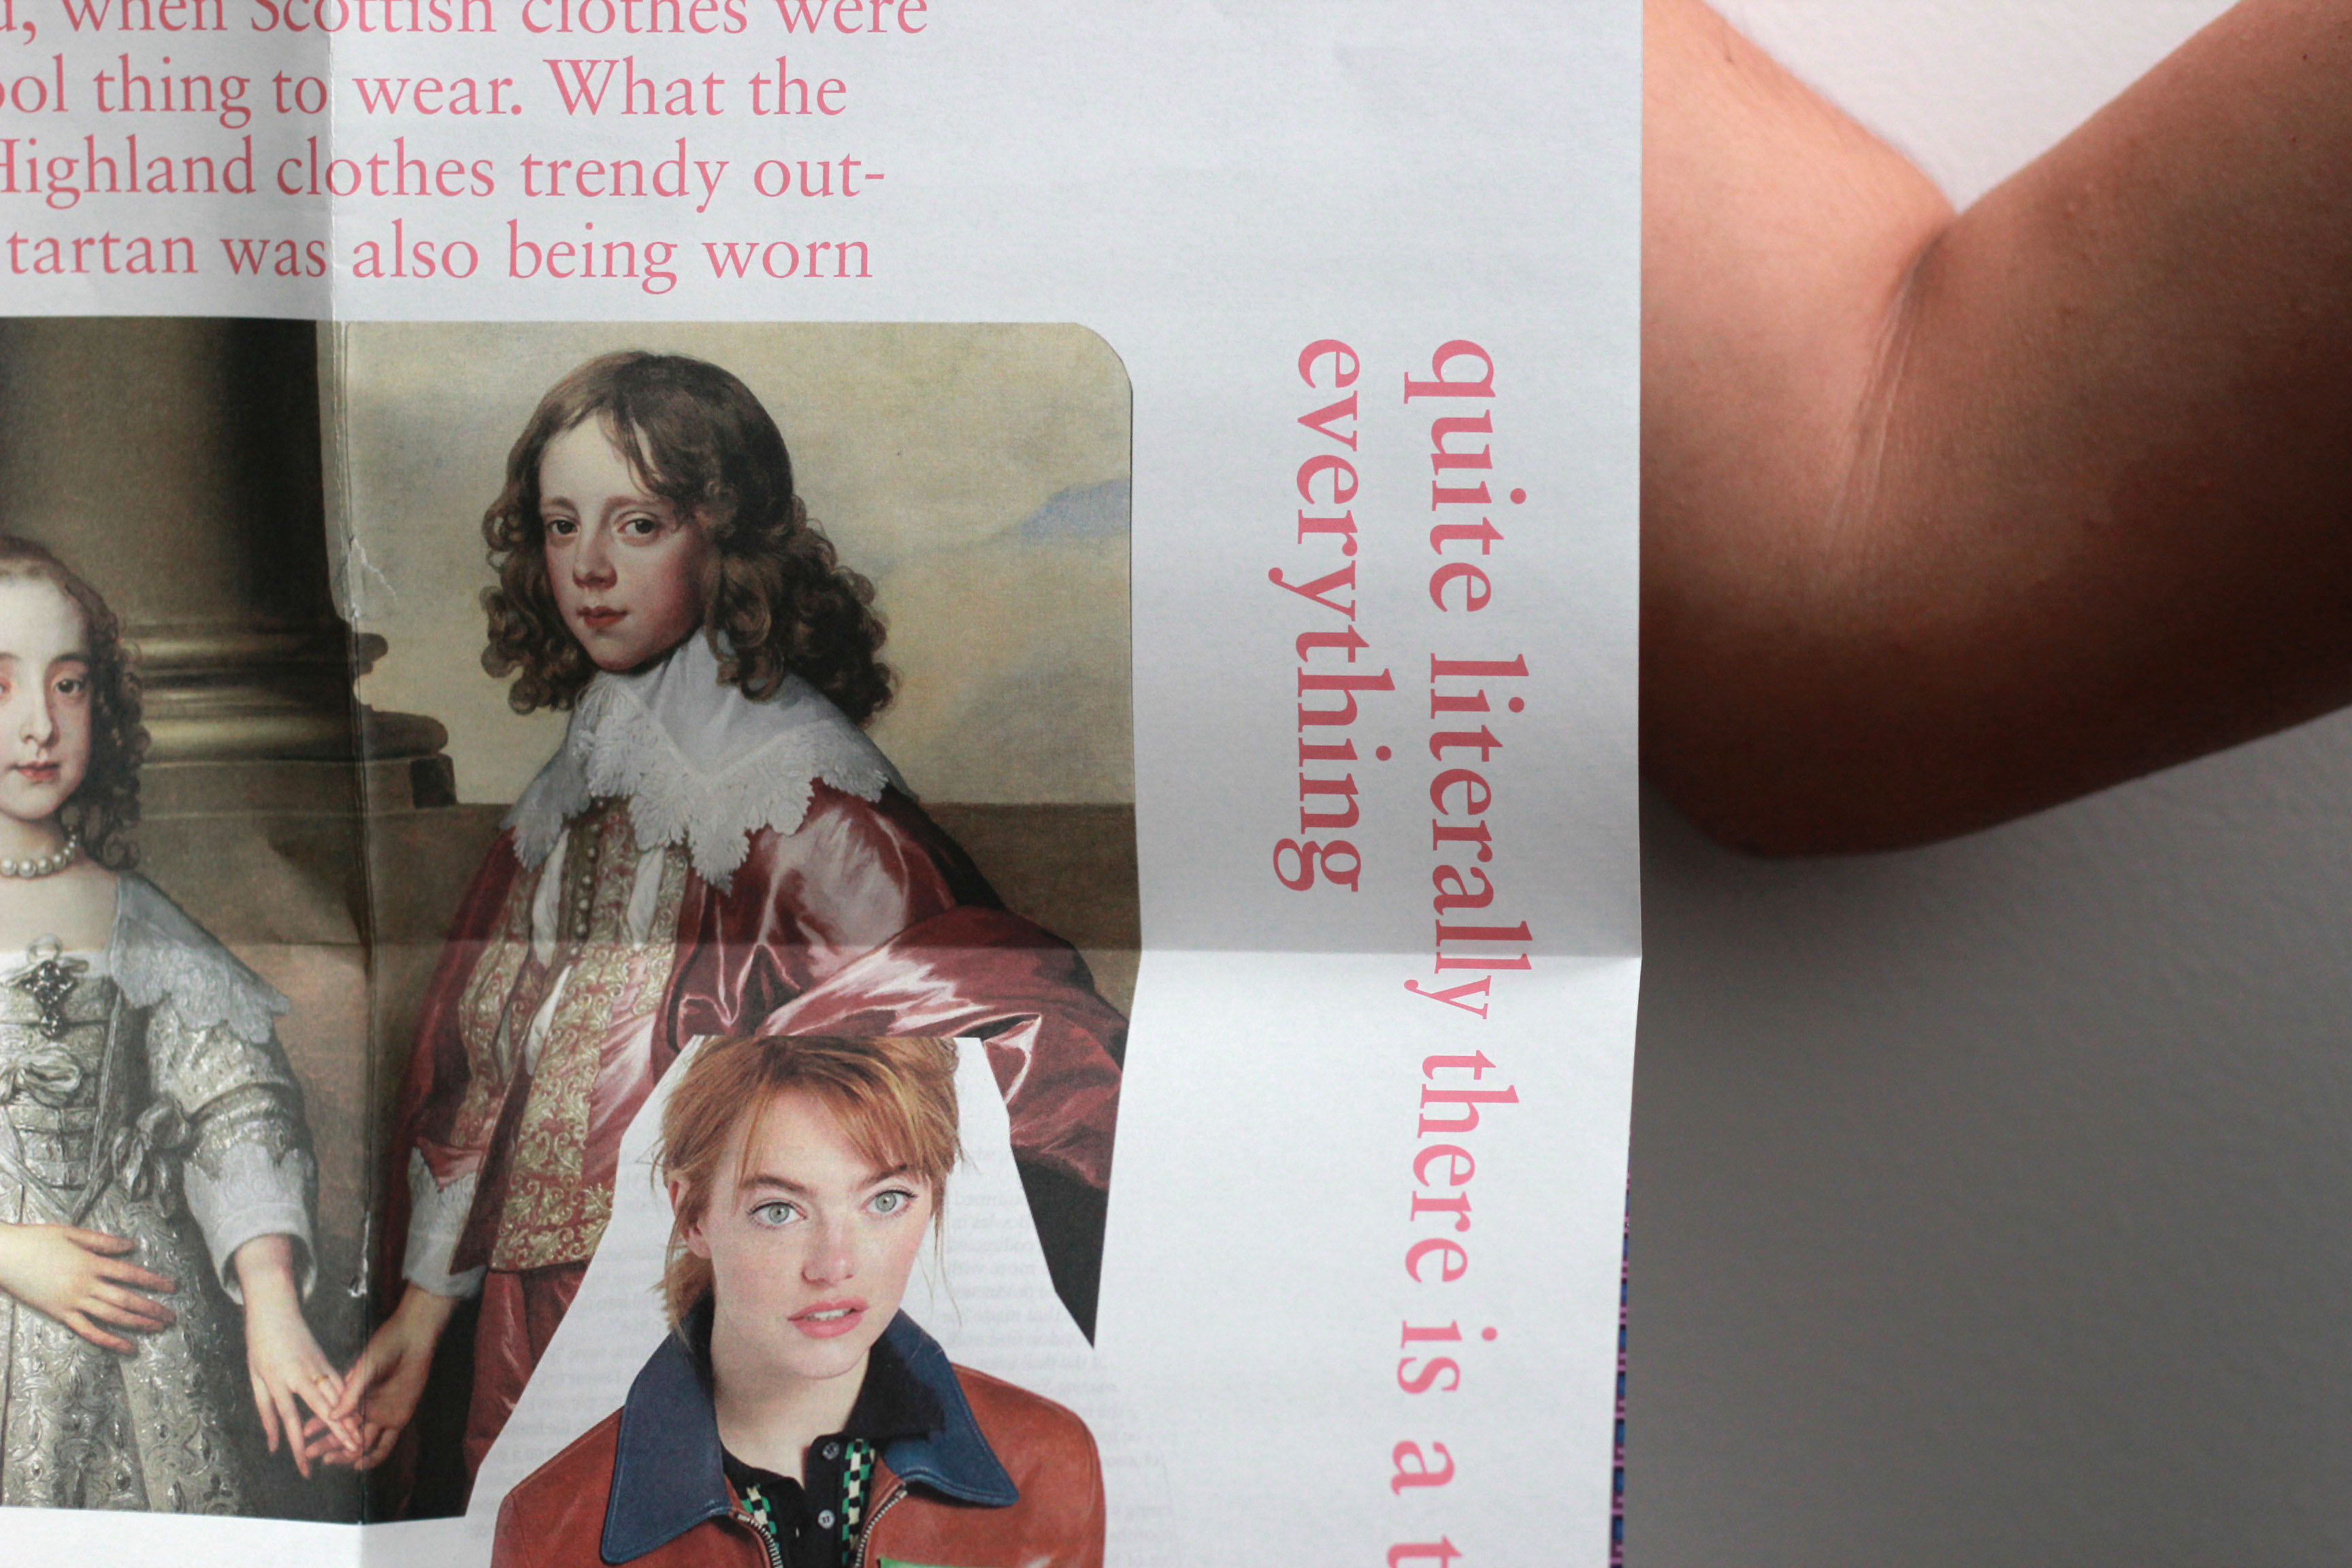 , when Scottish clothes were
ool thing to wear. What the
Highland clothes trendy out-
tartan was also being worn
quite literally there is a t
everything